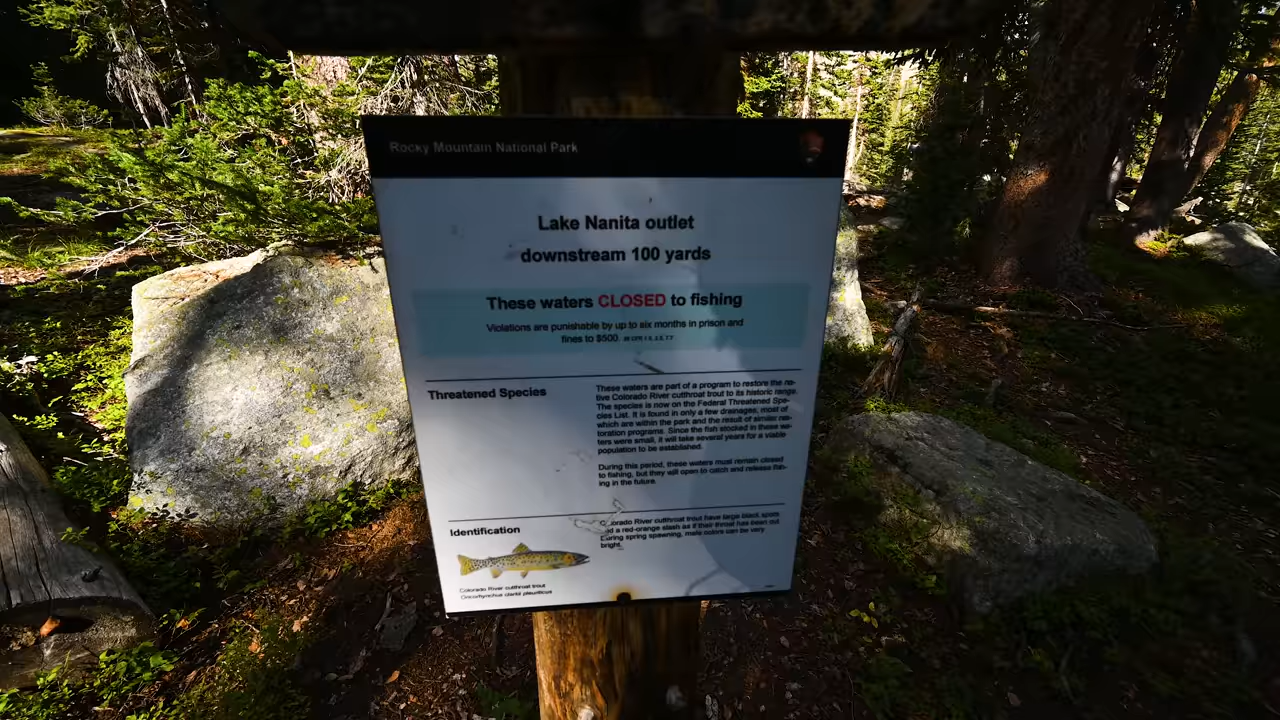 Rocky Mountain National Park
Lake Nanita outlet
downstream 100 yards
These waters CLOSED to fishing
Violations are punishable by up to six months in prison and
fines to $500.
Threatened Species
These waters are part of a program to restore the na-
tive Colorado River cutthroat trout to its historic range.
The species is now on the Federal Threatened Spe-
cies List. It is found in only a few drainages, most of
which are within the park and the result of similar res-
toration programs. Since the fish stocked in these wa-
ters were small, it will take several years for a viable
population to be established.
During this period, these waters must remain closed
to fishing, but they will open to catch and release fish-
ing in the future.
Identification
Colorado River cutthroat trout have large black spots
and a red-orange slash as if their throat has been cut.
During spring spawning, male colors can be very
bright.
Colorado River cutthroat trout
Oncorhynchus clarkii pleuriticus